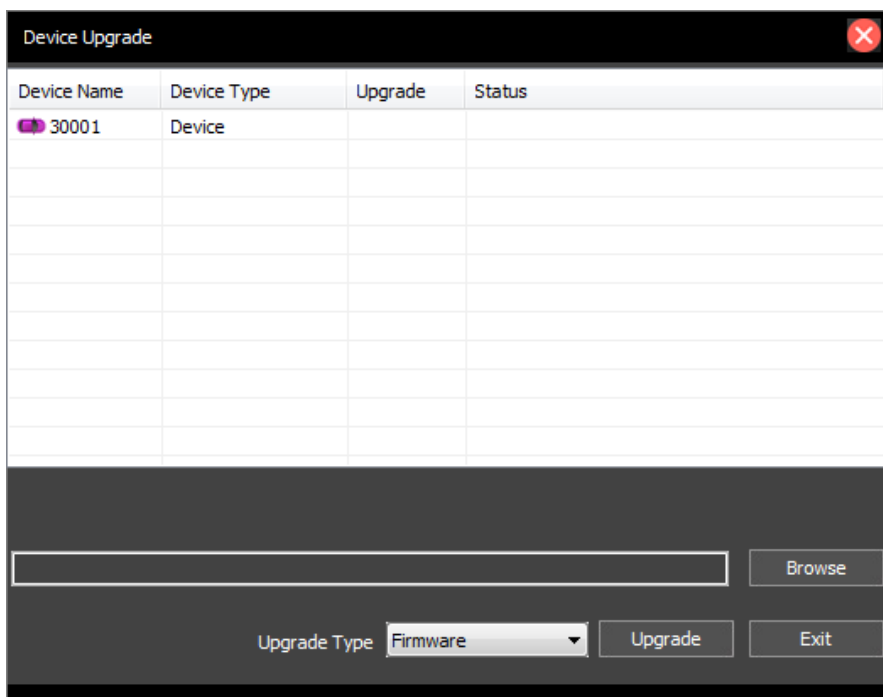 Device Upgrade
Device Name Device Type Upgrade Status
30001 Device
Browse
Upgrade Type Firmware Upgrade Exit